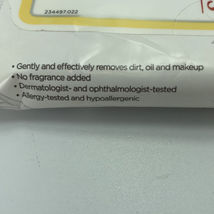 234497.022
• Gently and effectively removes dirt, oil and makeup
• No fragrance added
• Dermatologist- and ophthalmologist-tested
• Allergy-tested and hypoallergenic